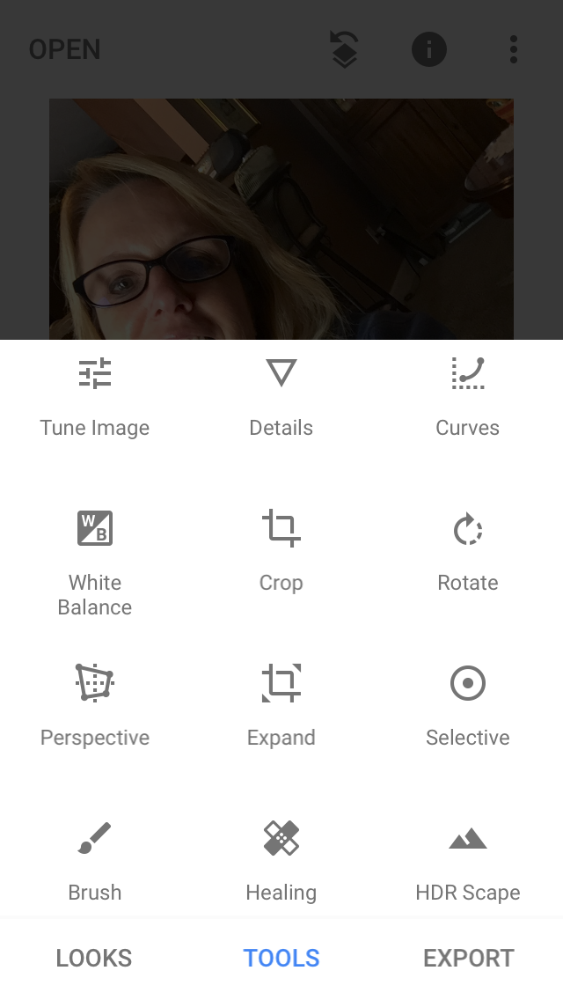 OPEN
Tune Image
Details
Curves
W
B
White
Balance
Crop
Rotate
Perspective
Expand
Selective
Brush
Healing
HDR Scape
LOOKS
TOOLS
EXPORT